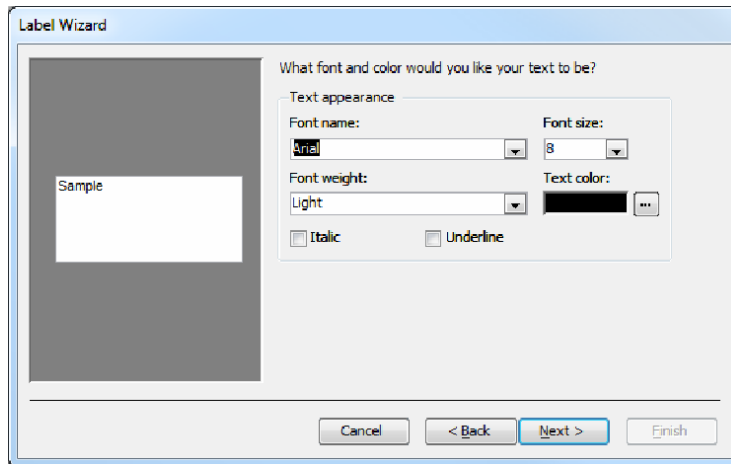 Label Wizard
What font and color would you like your text to be?
Text appearance
Font name:
Font size:
Arial
8
Sample
Font weight:
Text color:
Light
...
Italic
Underline
Cancel
< Back
Next >
Finish